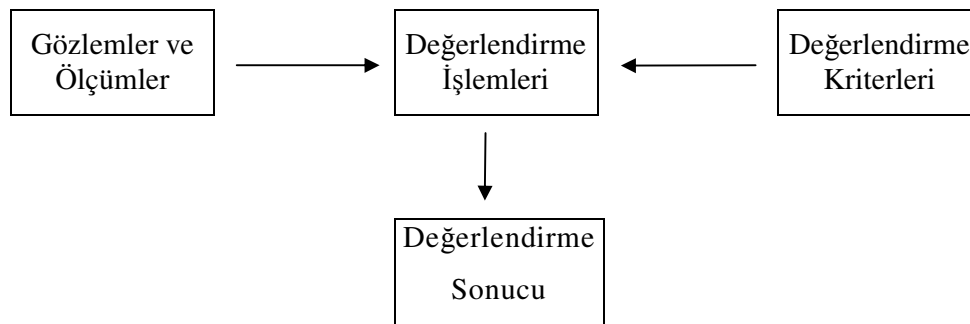 Gözlemler ve
Ölçümler
Değerlendirme
İşlemleri
Değerlendirme
Kriterleri
Değerlendirme
Sonucu